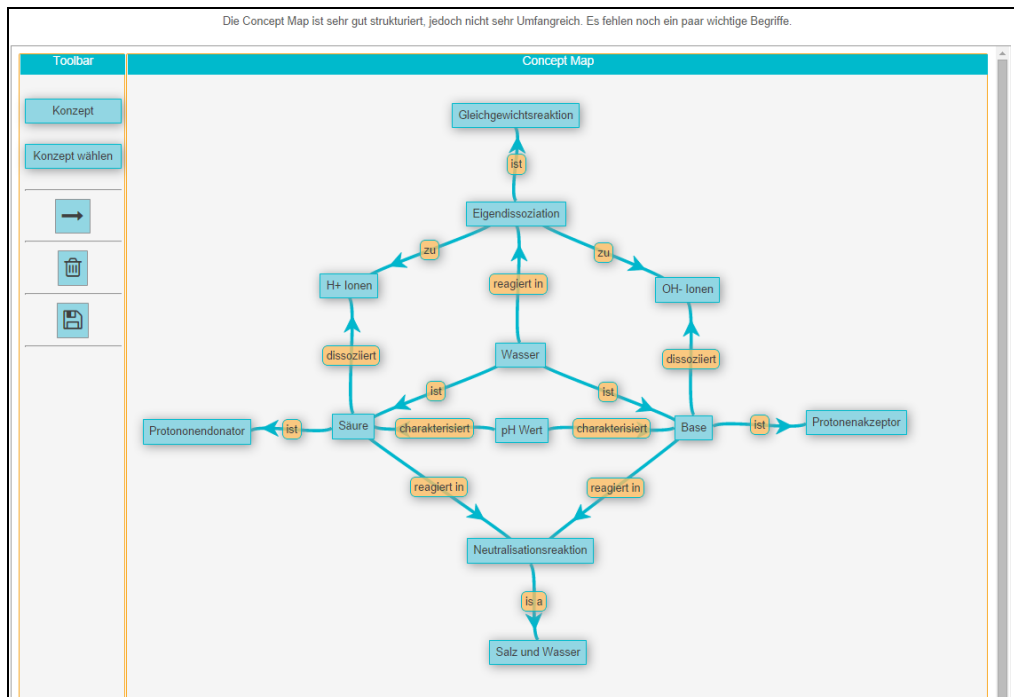 Die Concept Map ist sehr gut strukturiert, jedoch nicht sehr Umfangreich. Es fehlen noch ein paar wichtige Begriffe.
Toolbar
Concept Map
Konzept
Konzept wählen
Gleichgewichtsreaktion
ist
Eigendissoziation
zu
zu
H+ Ionen
reagiert in
OH- Ionen
dissoziiert
Wasser
dissoziiert
ist
ist
Protononendonator
ist
Säure
charakterisiert
pH Wert
charakterisiert
Base
ist
Protonenakzeptor
reagiert in
reagiert in
Neutralisationsreaktion
is a
Salz und Wasser